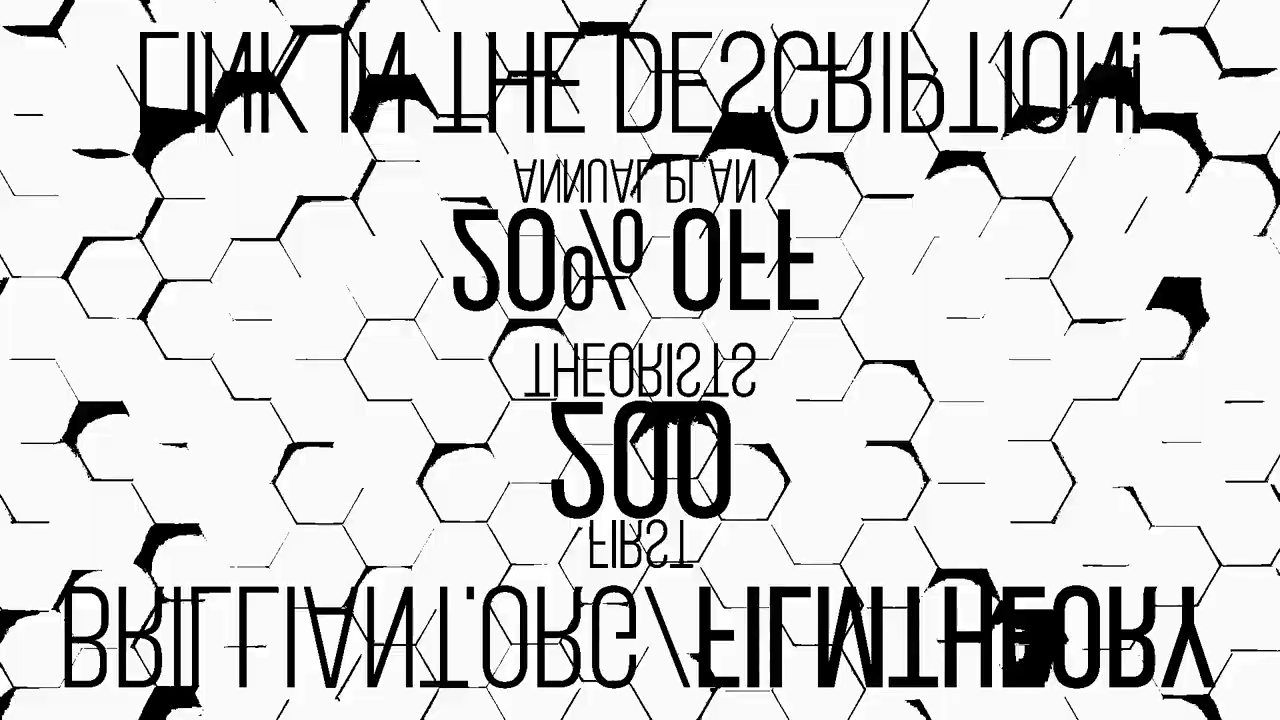 BRILLIANT.ORG/FILMTHEORY
FIRST
200
THEORISTS
20% OFF
ANNUAL PLAN
LINK IN THE DESCRIPTION!